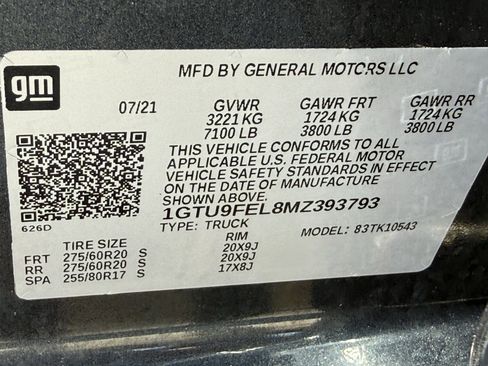 gm
MFD BY GENERAL MOTORS LLC
07/21 GVWR GAWR FRT GAWR RR
3221 KG 1724 KG 1724 KG
7100 LB 3800 LB 3800 LB
THIS VEHICLE CONFORMS TO ALL
APPLICABLE U.S. FEDERAL MOTOR
VEHICLE SAFETY STANDARDS IN EFFECT
ON THE DATE OF MANUFACTURE
SHOWN ABOVE.
1GTU9FEL8MZ393793
626D TYPE: TRUCK MODEL: 83TK10543
TIRE SIZE RIM
FRT 275/60R20 S 20X9J
RR 275/60R20 S 20X9J
SPA 255/80R17 S 17X8J